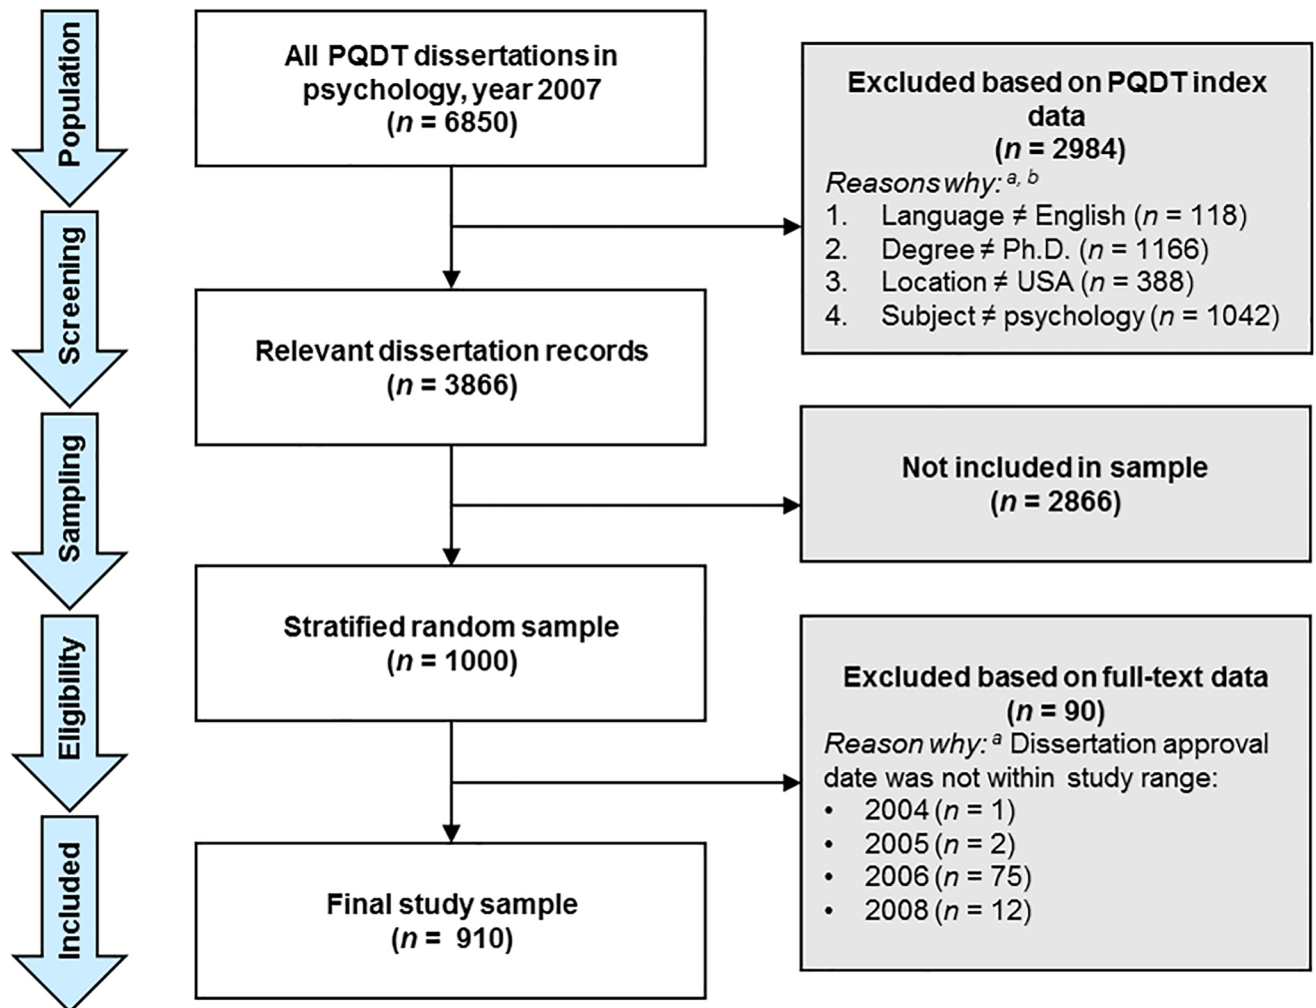 Population
All PQDT dissertations in
psychology, year 2007
(n = 6850)
Excluded based on PQDT index
data
(n = 2984)
Reasons why: a, b
1. Language ≠ English (n = 118)
2. Degree ≠ Ph.D. (n = 1166)
3. Location ≠ USA (n = 388)
4. Subject ≠ psychology (n = 1042)
Screening
Relevant dissertation records
(n = 3866)
Sampling
Not included in sample
(n = 2866)
Stratified random sample
(n = 1000)
Eligibility
Excluded based on full-text data
(n = 90)
Reason why: a Dissertation approval
date was not within study range:
• 2004 (n = 1)
• 2005 (n = 2)
• 2006 (n = 75)
• 2008 (n = 12)
Included
Final study sample
(n = 910)